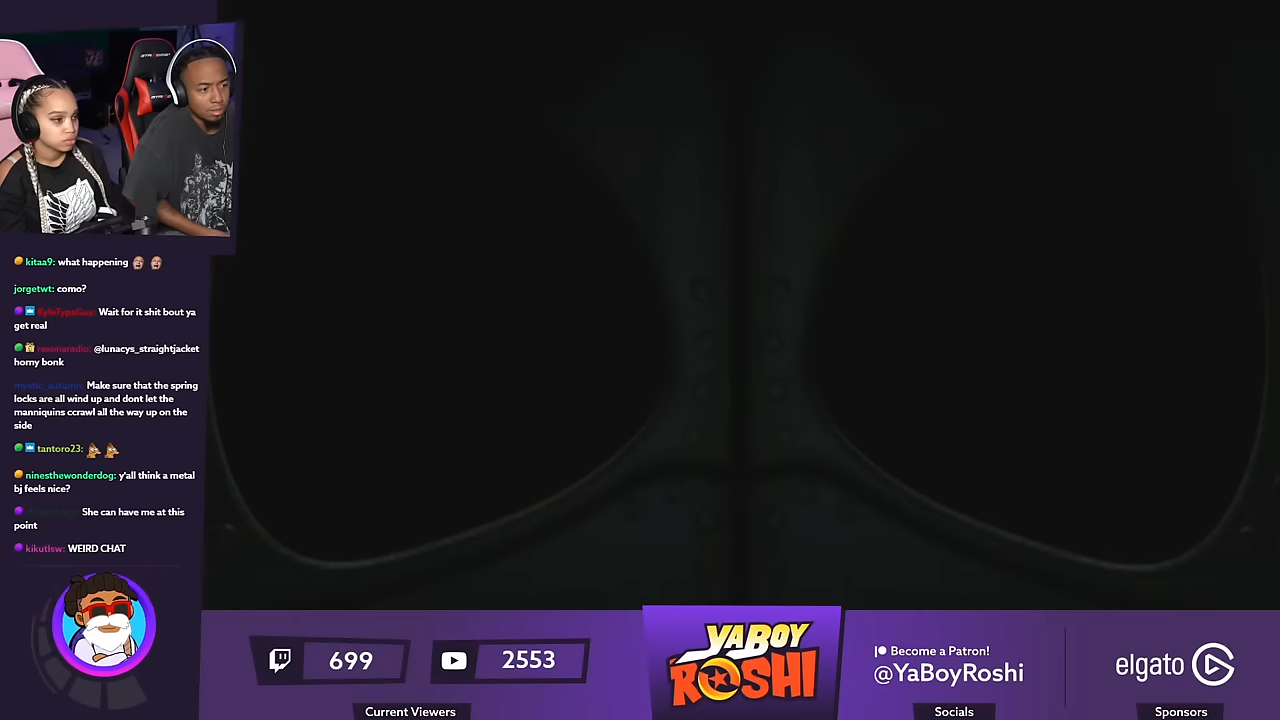 kitaa9: what happening
jorgetwt: como?
KyleTypaGuy: Wait for it shit bout ya
get real
@lunacys_straightjacket
horny bonk
mystic_autumn: Make sure that the spring
locks are all wind up and dont let the
manniquins ccrawl all the way up on the
side
tantoro23:
ninesthewonderdog: y'all think a metal
bj feels nice?
She can have me at this
point
kikutlsw: WEIRD CHAT
699
2553
Current Viewers
YABOY
ROSHI
Become a Patron!
@YaBoyRoshi
Socials
elgato
Sponsors